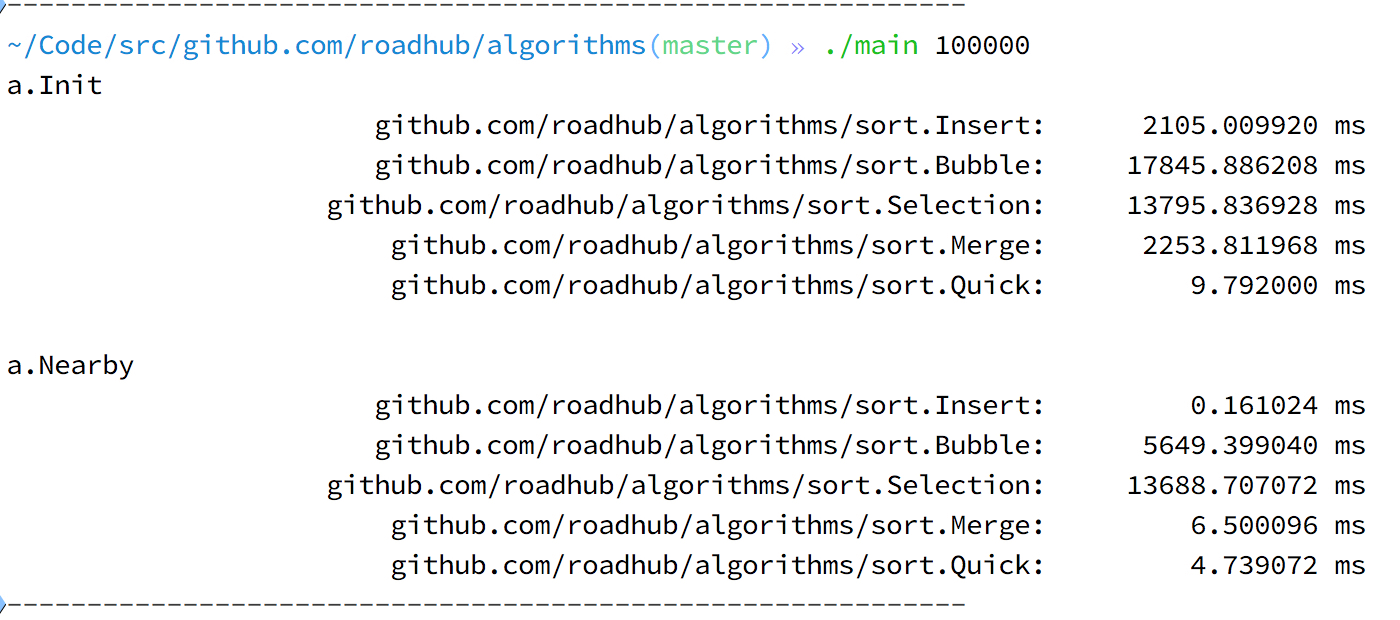 ~/Code/src/github.com/roadhub/algorithms(master) » ./main 100000
a.Init
github.com/roadhub/algorithms/sort.Insert: 2105.009920 ms
github.com/roadhub/algorithms/sort.Bubble: 17845.886208 ms
github.com/roadhub/algorithms/sort.Selection: 13795.836928 ms
github.com/roadhub/algorithms/sort.Merge: 2253.811968 ms
github.com/roadhub/algorithms/sort.Quick: 9.792000 ms
a.Nearby
github.com/roadhub/algorithms/sort.Insert: 0.161024 ms
github.com/roadhub/algorithms/sort.Bubble: 5649.399040 ms
github.com/roadhub/algorithms/sort.Selection: 13688.707072 ms
github.com/roadhub/algorithms/sort.Merge: 6.500096 ms
github.com/roadhub/algorithms/sort.Quick: 4.739072 ms